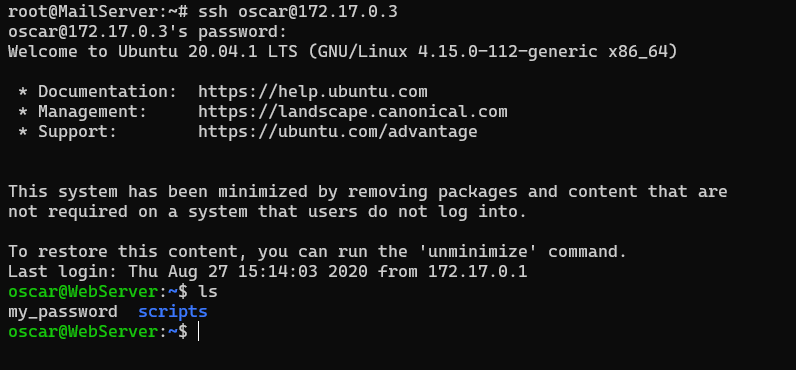 root@MailServer:~# ssh oscar@172.17.0.3
oscar@172.17.0.3's password:
Welcome to Ubuntu 20.04.1 LTS (GNU/Linux 4.15.0-112-generic x86_64)
* Documentation:  https://help.ubuntu.com
* Management:     https://landscape.canonical.com
* Support:        https://ubuntu.com/advantage
This system has been minimized by removing packages and content that are
not required on a system that users do not log into.
To restore this content, you can run the 'unminimize' command.
Last login: Thu Aug 27 15:14:03 2020 from 172.17.0.1
oscar@WebServer:~$ ls
my_password  scripts
oscar@WebServer:~$